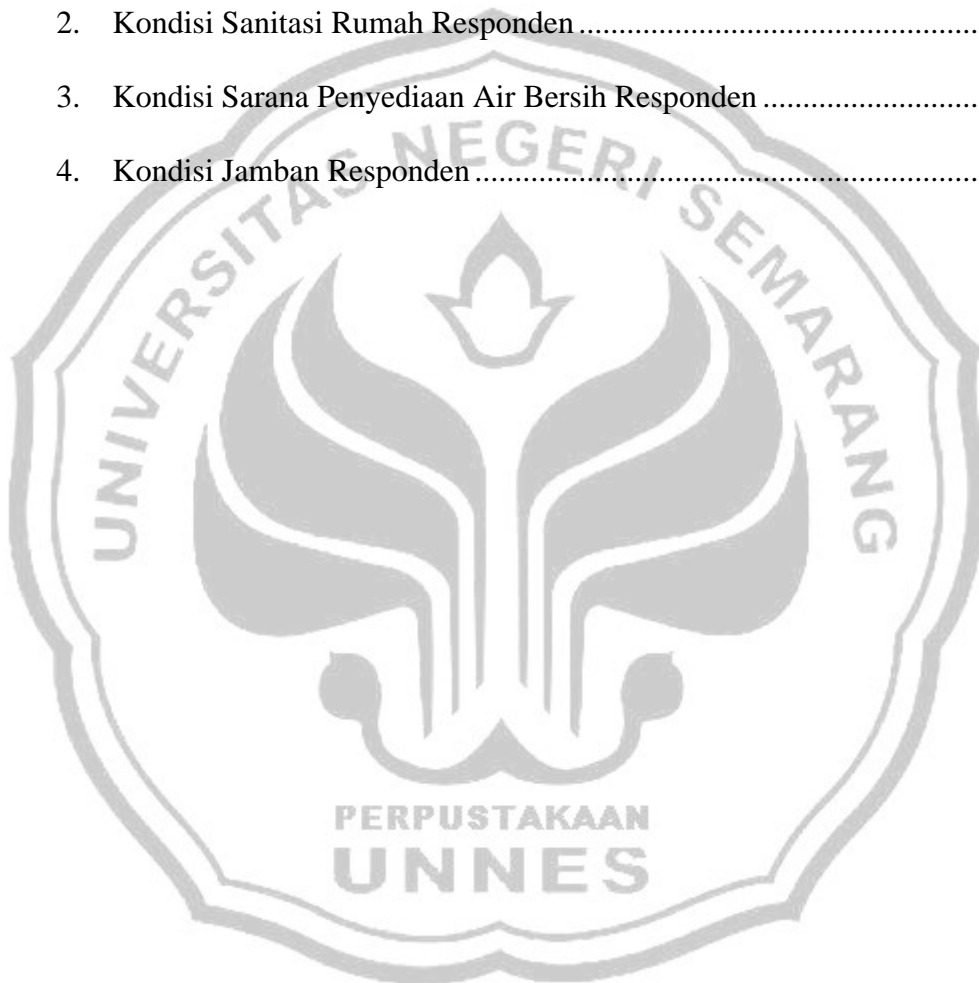 2. Kondisi Sanitasi Rumah Responden ....................................................
3. Kondisi Sarana Penyediaan Air Bersih Responden ............................
4. Kondisi Jamban Responden ................................................................
UNIVERSITAS NEGERI SEMARANG
PERPUSTAKAAN
UNNES